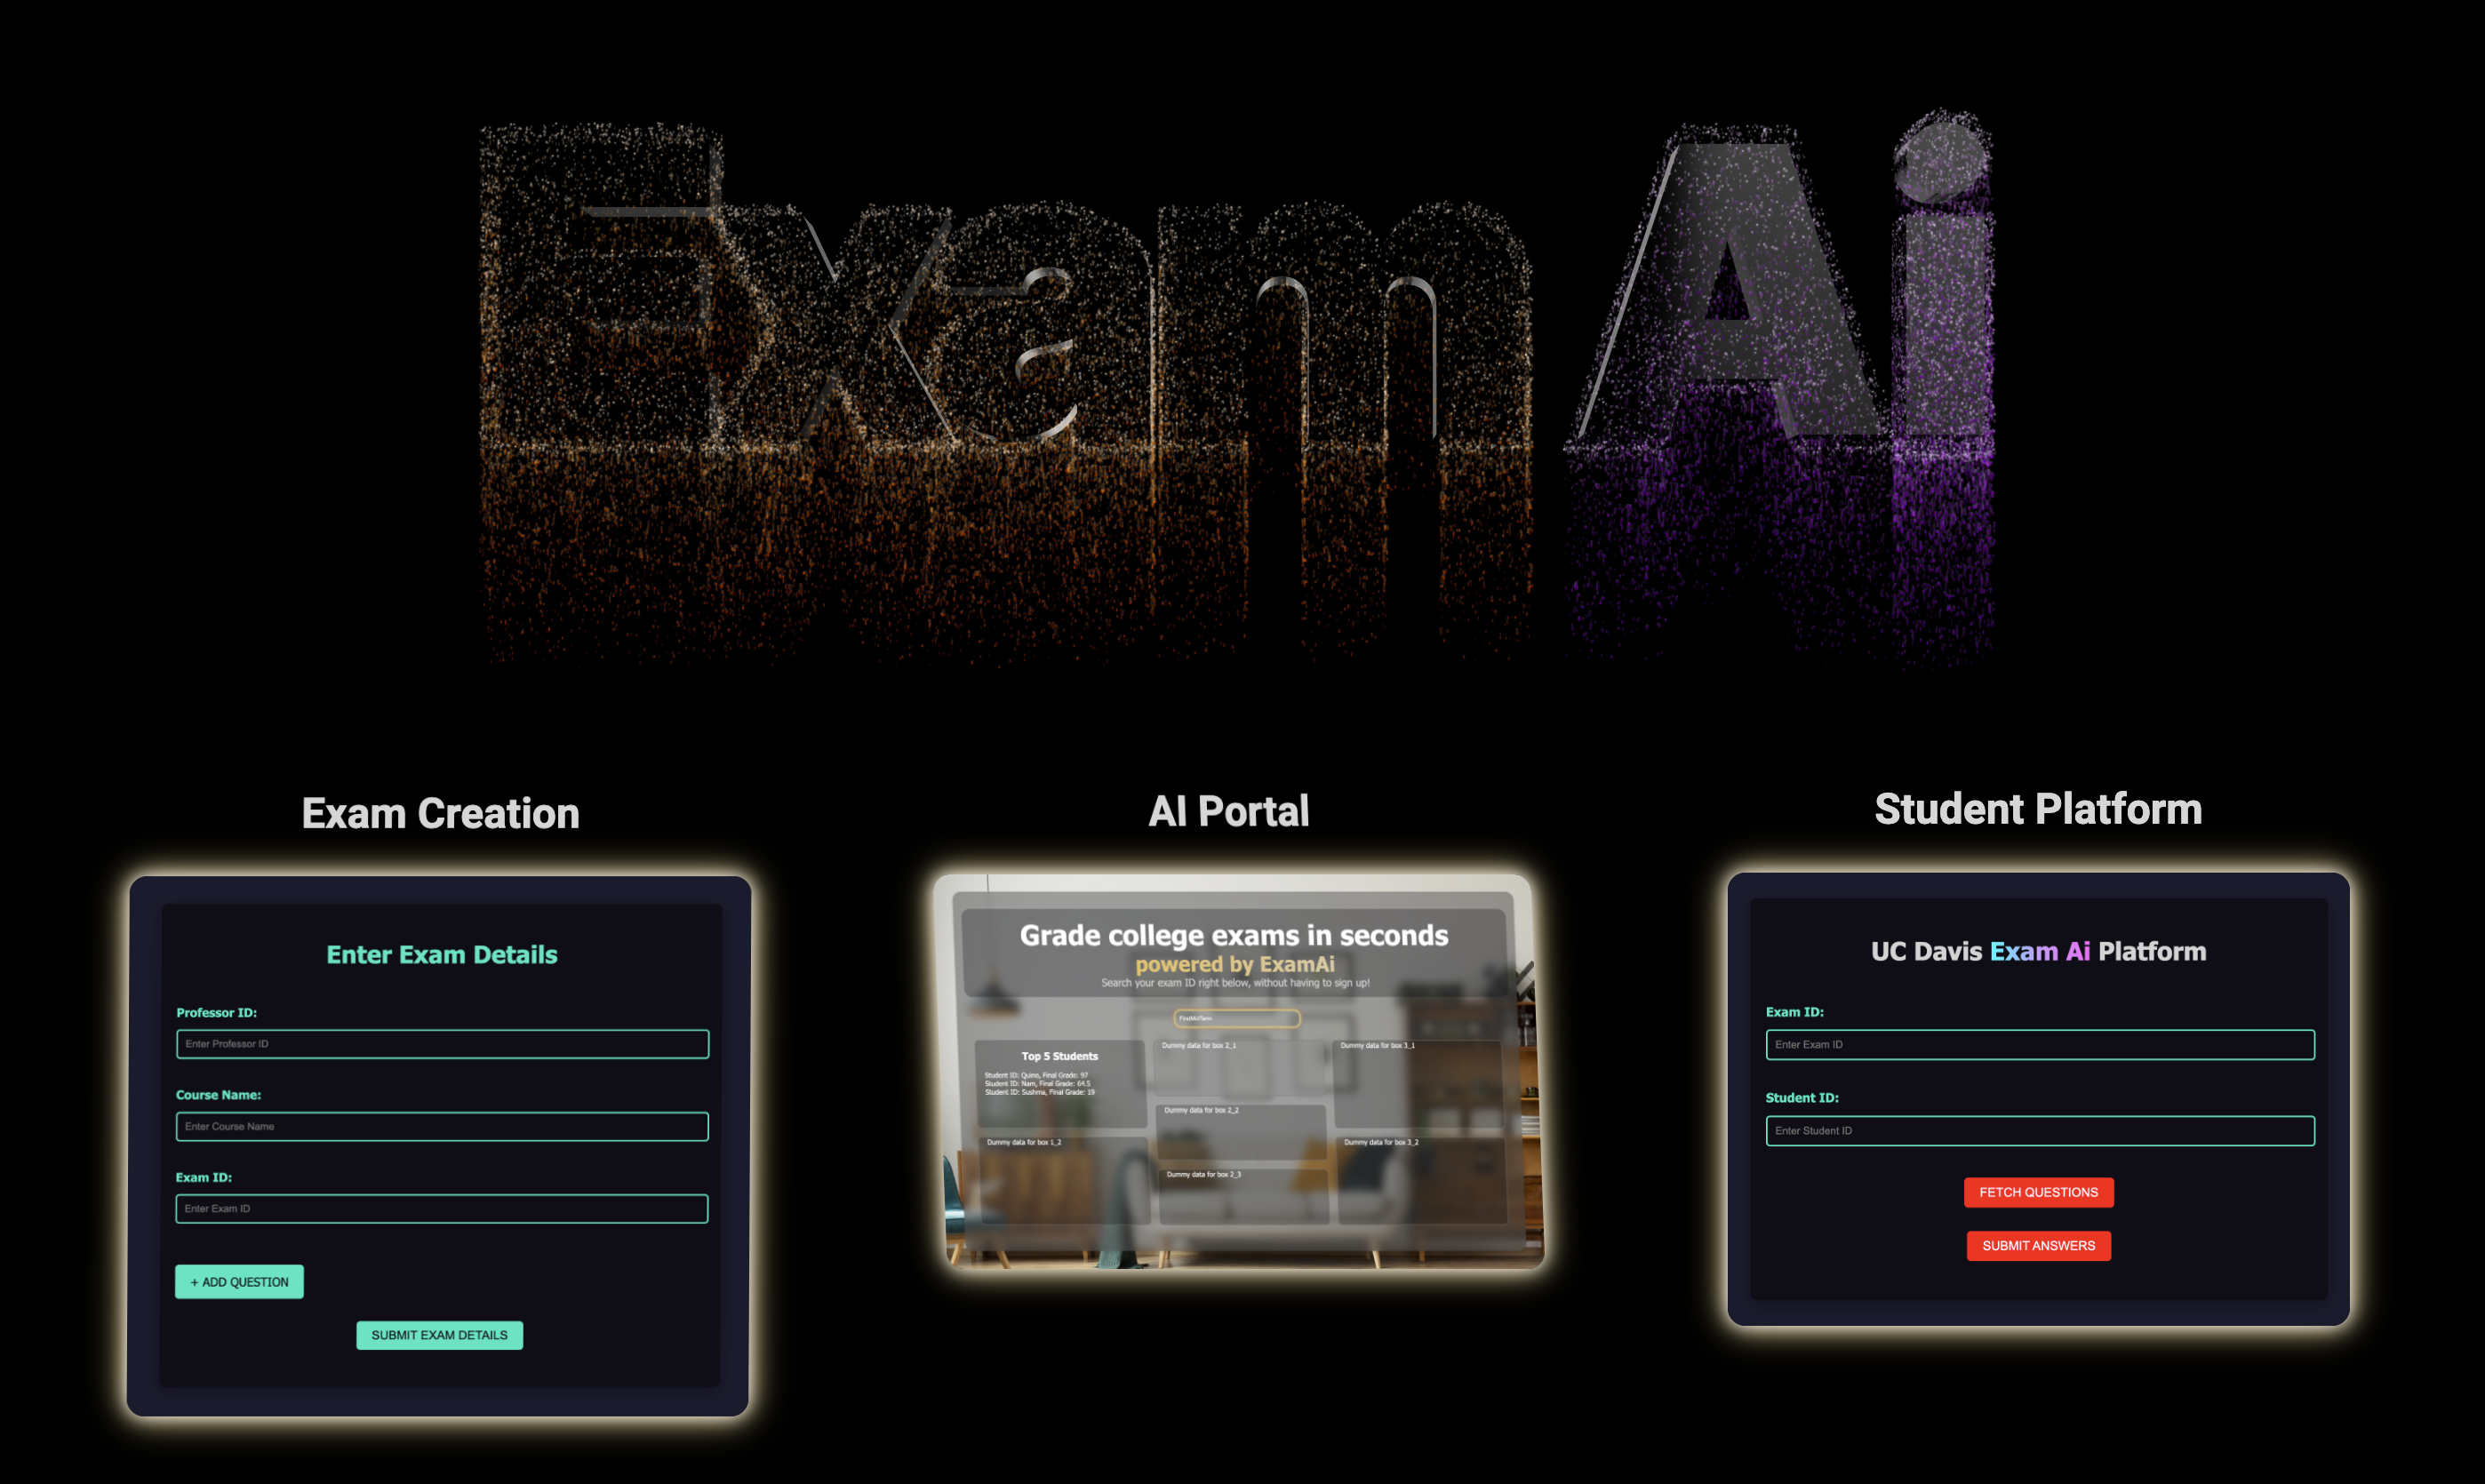 Exam Ai
Exam Creation
Enter Exam Details
Professor ID:
Enter Professor ID
Course Name:
Enter Course Name
Exam ID:
Enter Exam ID
+ ADD QUESTION
SUBMIT EXAM DETAILS
AI Portal
Grade college exams in seconds
powered by ExamAi
Search your exam ID right below, without having to sign up!
FirstMidTerm
Top 5 Students
Student ID: Quino, Final Grade: 97
Student ID: Nam, Final Grade: 64.5
Student ID: Sushma, Final Grade: 19
Dummy data for box 1_2
Dummy data for box 2_1
Dummy data for box 2_2
Dummy data for box 2_3
Dummy data for box 3_1
Dummy data for box 3_2
Student Platform
UC Davis Exam Ai Platform
Exam ID:
Enter Exam ID
Student ID:
Enter Student ID
FETCH QUESTIONS
SUBMIT ANSWERS